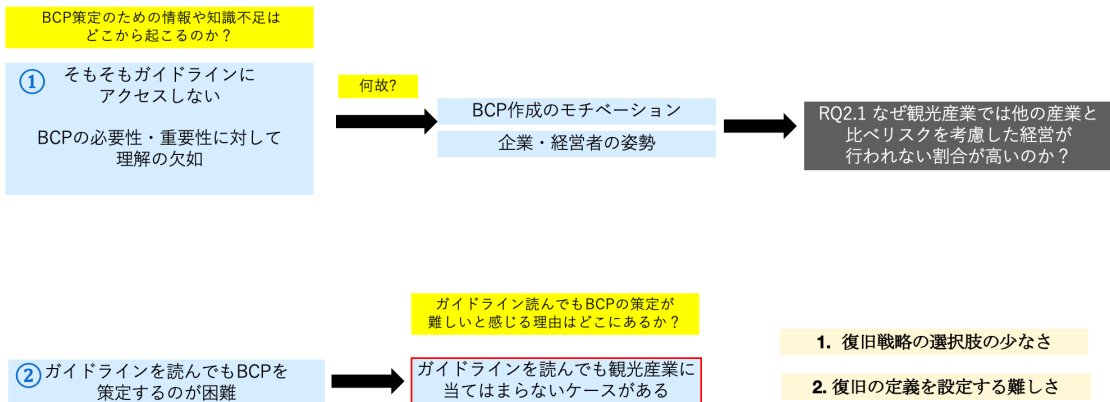 BCP策定のための情報や知識不足は
どこから起こるのか？
① そもそもガイドラインに
アクセスしない
BCPの必要性・重要性に対して
理解の欠如
何故?
BCP作成のモチベーション
企業・経営者の姿勢
RQ2.1 なぜ観光産業では他の産業と
比べリスクを考慮した経営が
行われない割合が高いのか？
ガイドライン読んでもBCPの策定が
難しいと感じる理由はどこにあるか？
②ガイドラインを読んでもBCPを
策定するのが困難
ガイドラインを読んでも観光産業に
当てはまらないケースがある
1. 復旧戦略の選択肢の少なさ
2. 復旧の定義を設定する難しさ